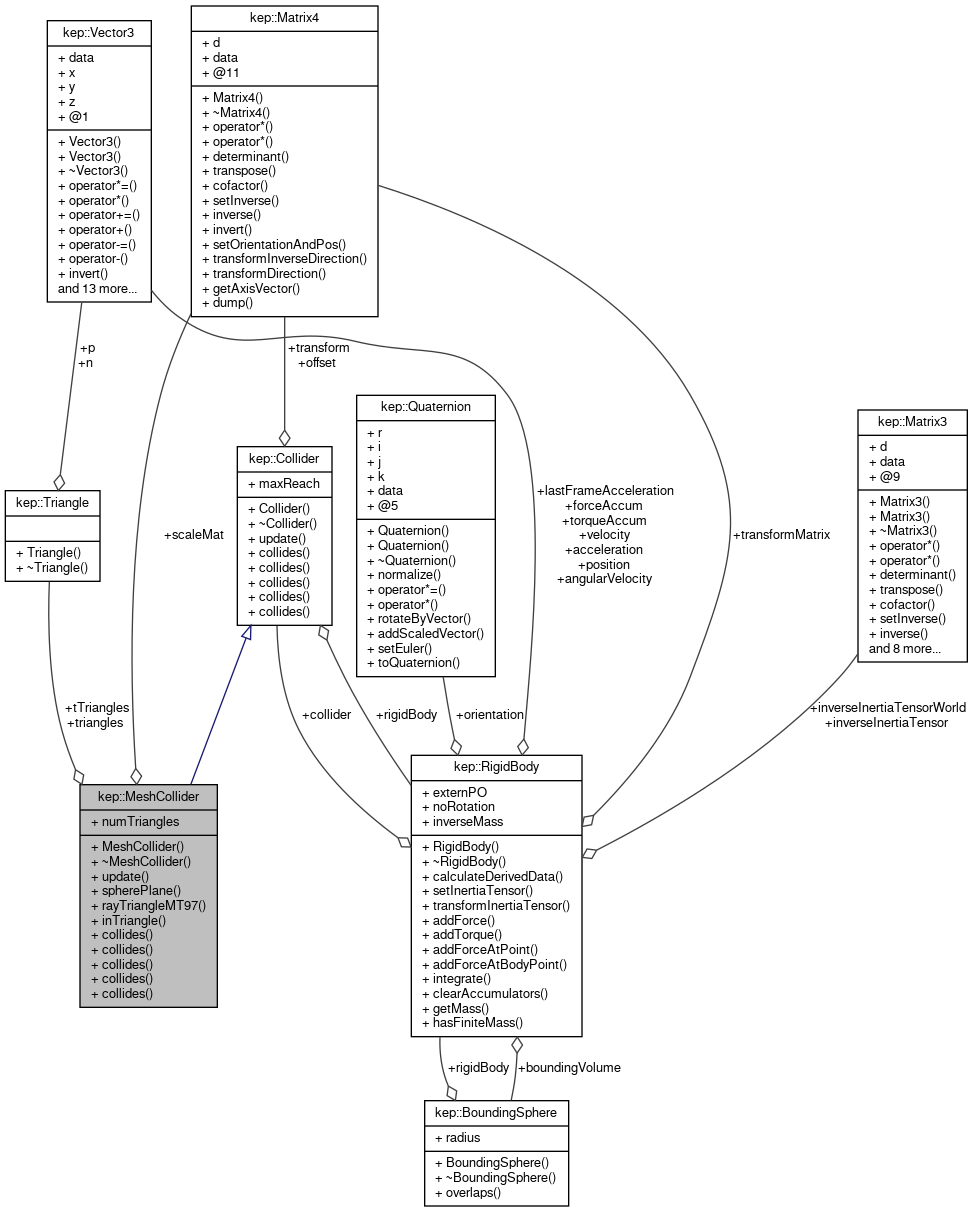 kep::Vector3
+ data
+ x
+ y
+ z
+ @1
+ Vector3()
+ Vector3()
+ ~Vector3()
+ operator*=()
+ operator*()
+ operator+=()
+ operator+()
+ operator-=()
+ operator-()
+ invert()
and 13 more...
kep::Matrix4
+ d
+ data
+ @11
+ Matrix4()
+ ~Matrix4()
+ operator*()
+ operator*()
+ determinant()
+ transpose()
+ cofactor()
+ setInverse()
+ inverse()
+ invert()
+ setOrientationAndPos()
+ transformInverseDirection()
+ transformDirection()
+ getAxisVector()
+ dump()
+p
+n
+transform
+offset
kep::Quaternion
+ r
+ i
+ j
+ k
+ data
+ @5
+ Quaternion()
+ Quaternion()
+ ~Quaternion()
+ normalize()
+ operator*=()
+ operator*()
+ rotateByVector()
+ addScaledVector()
+ setEuler()
+ toQuaternion()
kep::Matrix3
+ d
+ data
+ @9
+ Matrix3()
+ Matrix3()
+ ~Matrix3()
+ operator*()
+ operator*()
+ determinant()
+ transpose()
+ cofactor()
+ setInverse()
+ inverse()
and 8 more...
kep::Collider
+ maxReach
+ Collider()
+ ~Collider()
+ update()
+ collides()
+ collides()
+ collides()
+ collides()
+ collides()
kep::Triangle
+ Triangle()
+ ~Triangle()
+scaleMat
+lastFrameAcceleration
+forceAccum
+torqueAccum
+velocity
+acceleration
+position
+angularVelocity
+transformMatrix
+tTriangles
+triangles
+collider
+rigidBody
+orientation
+inverseInertiaTensorWorld
+inverseInertiaTensor
kep::MeshCollider
+ numTriangles
+ MeshCollider()
+ ~MeshCollider()
+ update()
+ spherePlane()
+ rayTriangleMT97()
+ inTriangle()
+ collides()
+ collides()
+ collides()
+ collides()
+ collides()
kep::RigidBody
+ externPO
+ noRotation
+ inverseMass
+ RigidBody()
+ ~RigidBody()
+ calculateDerivedData()
+ setInertiaTensor()
+ transformInertiaTensor()
+ addForce()
+ addTorque()
+ addForceAtPoint()
+ addForceAtBodyPoint()
+ integrate()
+ clearAccumulators()
+ getMass()
+ hasFiniteMass()
+rigidBody
+boundingVolume
kep::BoundingSphere
+ radius
+ BoundingSphere()
+ ~BoundingSphere()
+ overlaps()